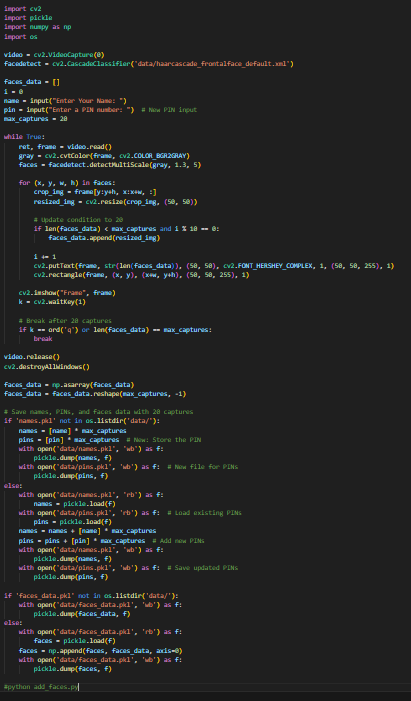 import cv2
import pickle
import numpy as np
import os

video = cv2.VideoCapture(0)
facedetect = cv2.CascadeClassifier('data/haarcascade_frontalface_default.xml')

faces_data = []
i = 0
name = input("Enter Your Name: ")
pin = input("Enter a PIN number: ")  # New PIN input
max_captures = 20

while True:
    ret, frame = video.read()
    gray = cv2.cvtColor(frame, cv2.COLOR_BGR2GRAY)
    faces = facedetect.detectMultiScale(gray, 1.3, 5)

    for (x, y, w, h) in faces:
        crop_img = frame[y:y+h, x:x+w, :]
        resized_img = cv2.resize(crop_img, (50, 50))

        # Update condition to 20
        if len(faces_data) < max_captures and i % 10 == 0:
            faces_data.append(resized_img)

        i += 1
        cv2.putText(frame, str(len(faces_data)), (50, 50), cv2.FONT_HERSHEY_COMPLEX, 1, (50, 50, 255), 1)
        cv2.rectangle(frame, (x, y), (x+w, y+h), (50, 50, 255), 1)

    cv2.imshow("Frame", frame)
    k = cv2.waitKey(1)

    # Break after 20 captures
    if k == ord('q') or len(faces_data) == max_captures:
        break

video.release()
cv2.destroyAllWindows()

faces_data = np.asarray(faces_data)
faces_data = faces_data.reshape(max_captures, -1)

# Save names, PINs, and faces data with 20 captures
if 'names.pkl' not in os.listdir('data/'):
    names = [name] * max_captures
    pins = [pin] * max_captures  # New: Store the PIN
    with open('data/names.pkl', 'wb') as f:
        pickle.dump(names, f)
    with open('data/pins.pkl', 'wb') as f:  # New file for PINs
        pickle.dump(pins, f)
else:
    with open('data/names.pkl', 'rb') as f:
        names = pickle.load(f)
    with open('data/pins.pkl', 'rb') as f:  # Load existing PINs
        pins = pickle.load(f)
    names = names + [name] * max_captures
    pins = pins + [pin] * max_captures  # Add new PINs
    with open('data/names.pkl', 'wb') as f:
        pickle.dump(names, f)
    with open('data/pins.pkl', 'wb') as f:  # Save updated PINs
        pickle.dump(pins, f)

if 'faces_data.pkl' not in os.listdir('data/'):
    with open('data/faces_data.pkl', 'wb') as f:
        pickle.dump(faces_data, f)
else:
    with open('data/faces_data.pkl', 'rb') as f:
        faces = pickle.load(f)
    faces = np.append(faces, faces_data, axis=0)
    with open('data/faces_data.pkl', 'wb') as f:
        pickle.dump(faces, f)

#python add_faces.py